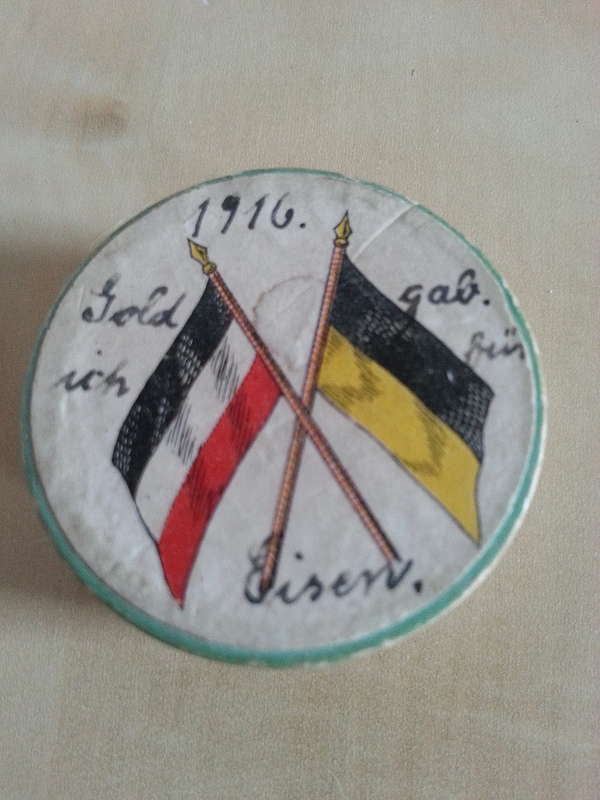 1916.
Gold gab.
ich für
Eisen.